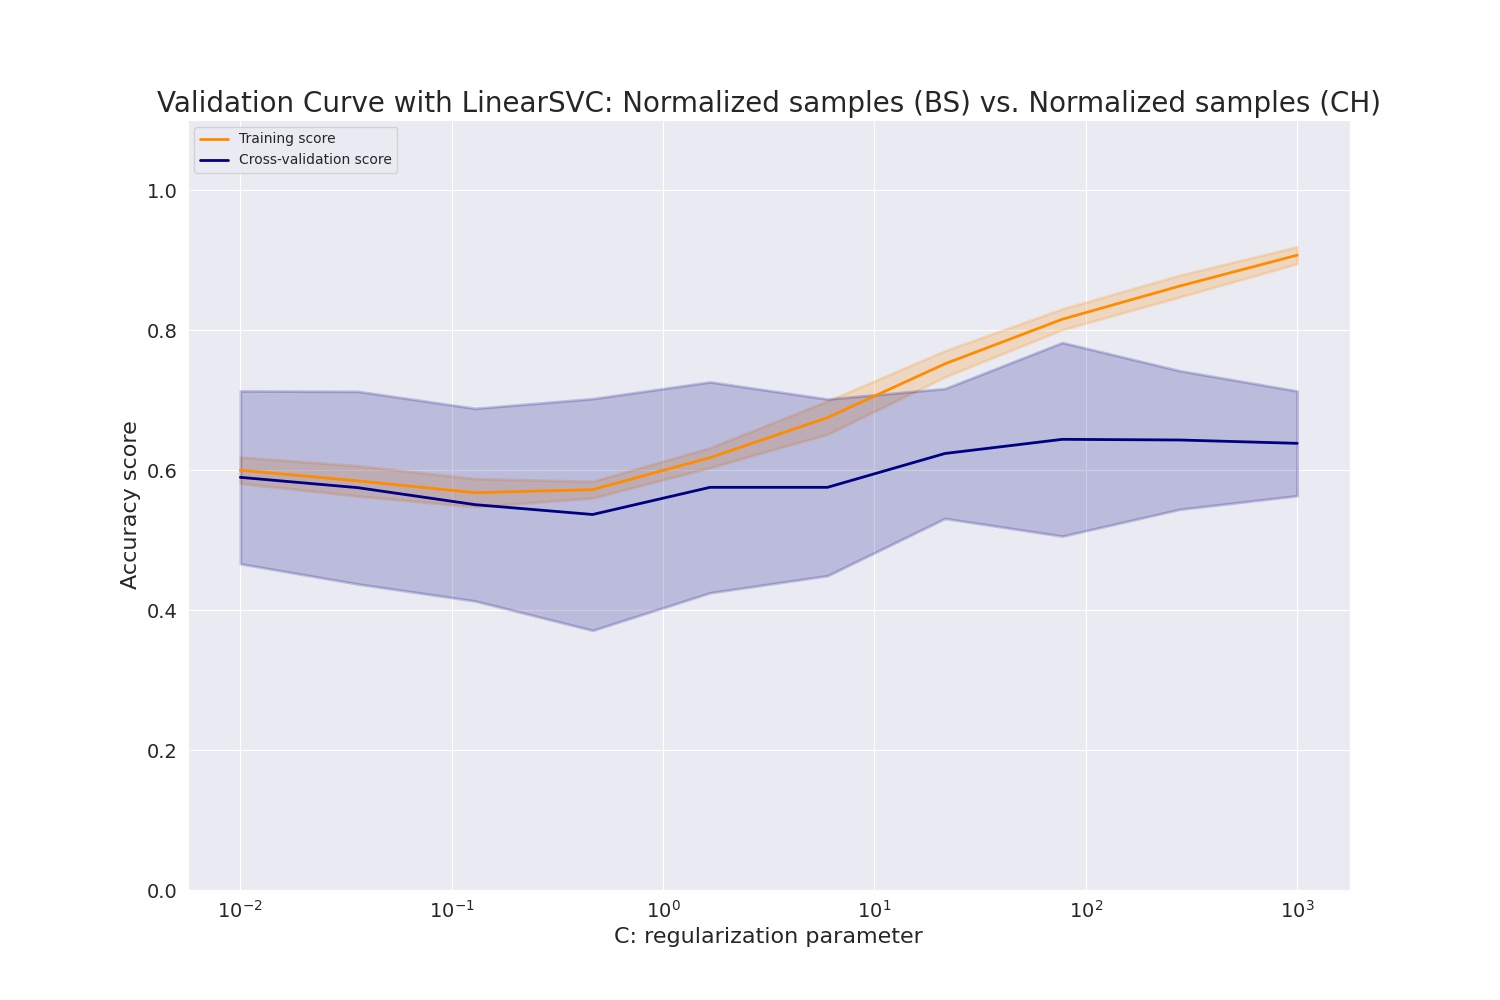 Validation Curve with LinearSVC: Normalized samples (BS) vs. Normalized samples (CH)
Training score
Cross-validation score
1.0
0.8
0.6
0.4
0.2
0.0
Accuracy score
10⁻² 10⁻¹ 10⁰ 10¹ 10² 10³
C: regularization parameter